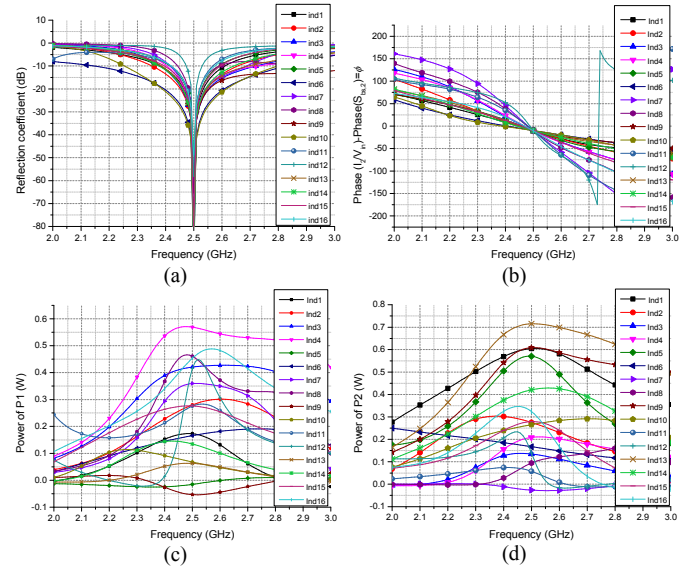 10
0
-10
-20
-30
-40
-50
-60
-70
-80
2.0 2.1 2.2 2.3 2.4 2.5 2.6 2.7 2.8 2.9 3.0
Reflection coefficient (dB)
Frequency (GHz)
ind1
ind2
ind3
ind4
ind5
ind6
ind7
ind8
ind9
ind10
ind11
ind12
ind13
ind14
ind15
ind16
(a)
200
150
100
50
0
-50
-100
-150
-200
2.0 2.1 2.2 2.3 2.4 2.5 2.6 2.7 2.8 2.9 3.0
Frequency (GHz)
Ind1
Ind2
Ind3
Ind4
Ind5
Ind6
Ind7
Ind8
Ind9
Ind10
Ind11
Ind12
Ind13
Ind14
Ind15
Ind16
(b)
0.6
0.5
0.4
0.3
0.2
0.1
0.0
-0.1
2.0 2.1 2.2 2.3 2.4 2.5 2.6 2.7 2.8 2.9 3.0
Power of P1 (W)
Frequency (GHz)
Ind1
Ind2
Ind3
Ind4
Ind5
Ind6
Ind7
Ind8
Ind9
Ind10
Ind11
Ind12
Ind13
Ind14
Ind15
Ind16
(c)
0.8
0.7
0.6
0.5
0.4
0.3
0.2
0.1
0.0
-0.1
2.0 2.1 2.2 2.3 2.4 2.5 2.6 2.7 2.8 2.9 3.0
Power of P2 (W)
Frequency (GHz)
Ind1
Ind2
Ind3
Ind4
Ind5
Ind6
Ind7
Ind8
Ind9
Ind10
Ind11
Ind12
Ind13
Ind14
Ind15
Ind16
(d)